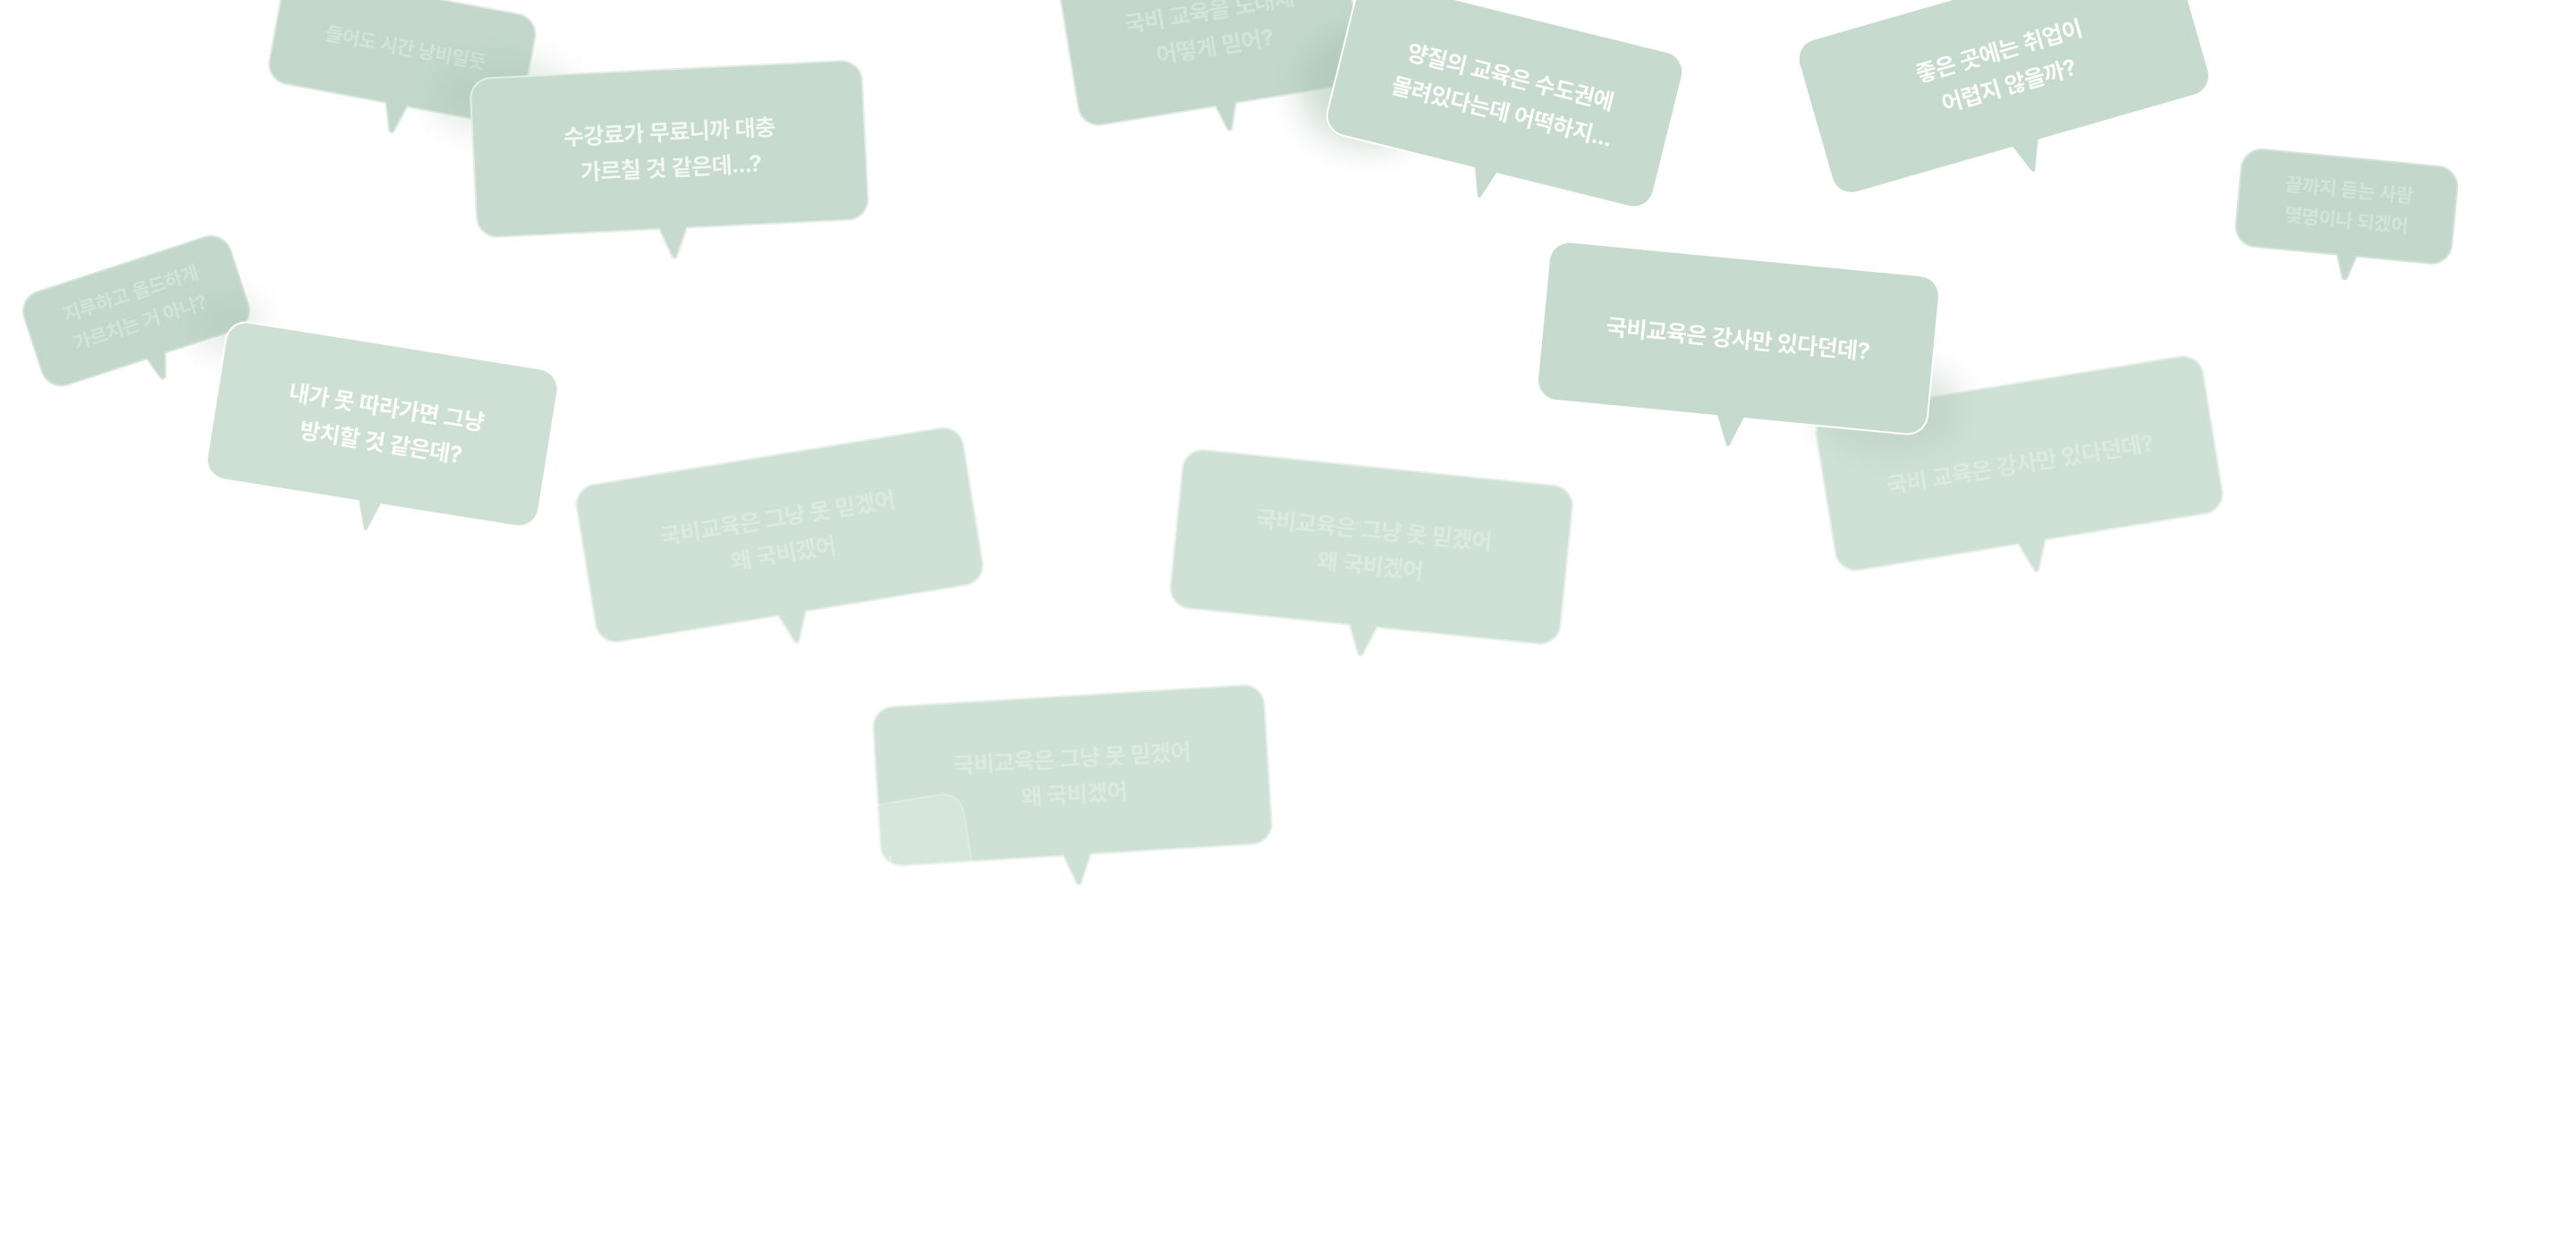 들어도 시간 낭비일듯
수강료가 무료니까 대충
가르칠 것 같은데...?
국비 교육을 도대체
어떻게 믿어?
양질의 교육은 수도권에
몰려있다는데 어떡하지...
좋은 곳에는 취업이
어렵지 않을까?
끝까지 듣는 사람
몇명이나 되겠어
지루하고 올드하게
가르치는 거 아냐?
내가 못 따라가면 그냥
방치할 것 같은데?
국비교육은 강사만 있다던데?
국비 교육은 강사만 있다던데?
국비교육은 그냥 못 믿겠어
왜 국비겠어
국비교육은 그냥 못 믿겠어
왜 국비겠어
국비교육은 그냥 못 믿겠어
왜 국비겠어